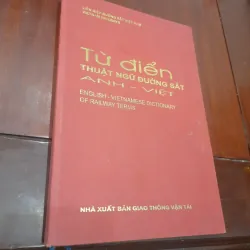 Từ điển
THUẬT NGỮ ĐƯỜNG SẮT
ANH - VIỆT
ENGLISH - VIETNAMESE DICTIONARY
OF RAILWAY TERMS
NHÀ XUẤT BẢN GIAO THÔNG VẬN TẢI